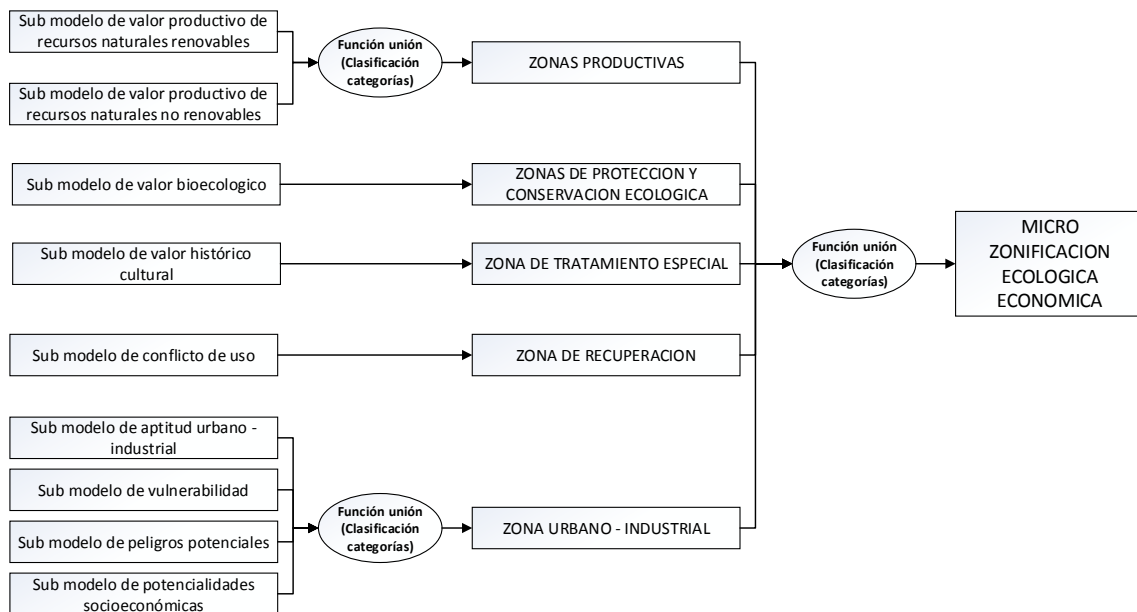 Sub modelo de valor productivo de
recursos naturales renovables
Sub modelo de valor productivo de
recursos naturales no renovables
Función unión
(Clasificación
categorías)
ZONAS PRODUCTIVAS
Sub modelo de valor bioecologico
ZONAS DE PROTECCION Y
CONSERVACION ECOLOGICA
Sub modelo de valor histórico
cultural
ZONA DE TRATAMIENTO ESPECIAL
Sub modelo de conflicto de uso
ZONA DE RECUPERACION
Sub modelo de aptitud urbano -
industrial
Sub modelo de vulnerabilidad
Sub modelo de peligros potenciales
Sub modelo de potencialidades
socioeconómicas
Función unión
(Clasificación
categorías)
ZONA URBANO - INDUSTRIAL
Función unión
(Clasificación
categorías)
MICRO
ZONIFICACION
ECOLOGICA
ECONOMICA